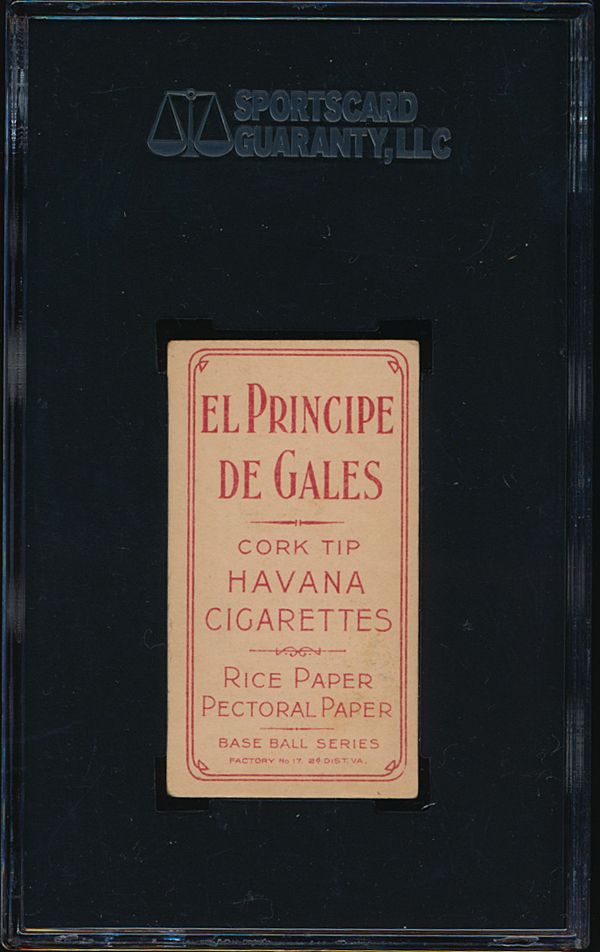 SPORTSCARD
GUARANTY, LLC
EL PRINCIPE
DE GALES
CORK TIP
HAVANA
CIGARETTES
RICE PAPER
PECTORAL PAPER
BASE BALL SERIES
FACTORY No 17. 2d DIST. VA.